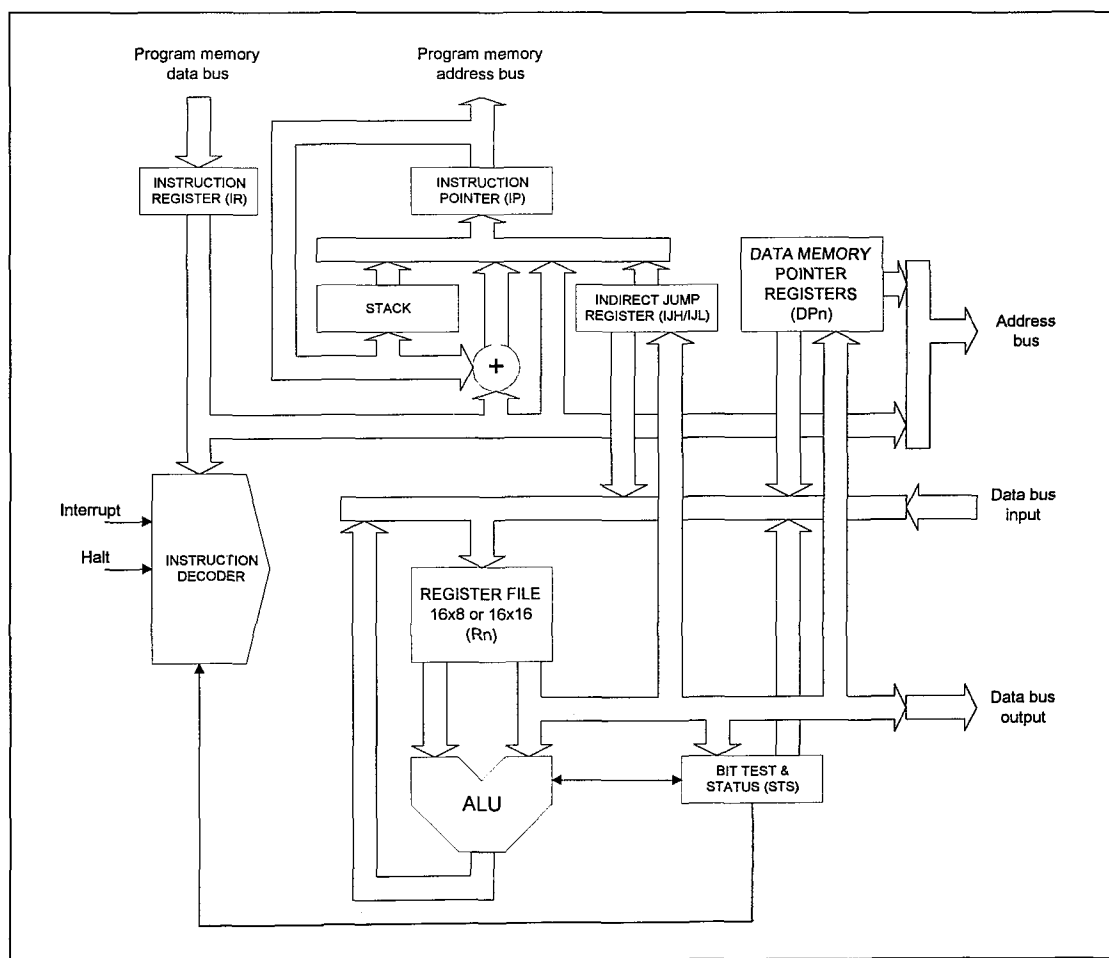 Program memory
data bus
Program memory
address bus
INSTRUCTION
REGISTER (IR)
INSTRUCTION
POINTER (IP)
STACK
INDIRECT JUMP
REGISTER (IJH/IJL)
DATA MEMORY
POINTER
REGISTERS
(DPn)
Address
bus
+
Interrupt
Halt
INSTRUCTION
DECODER
Data bus
input
REGISTER FILE
16x8 or 16x16
(Rn)
Data bus
output
ALU
BIT TEST &
STATUS (STS)